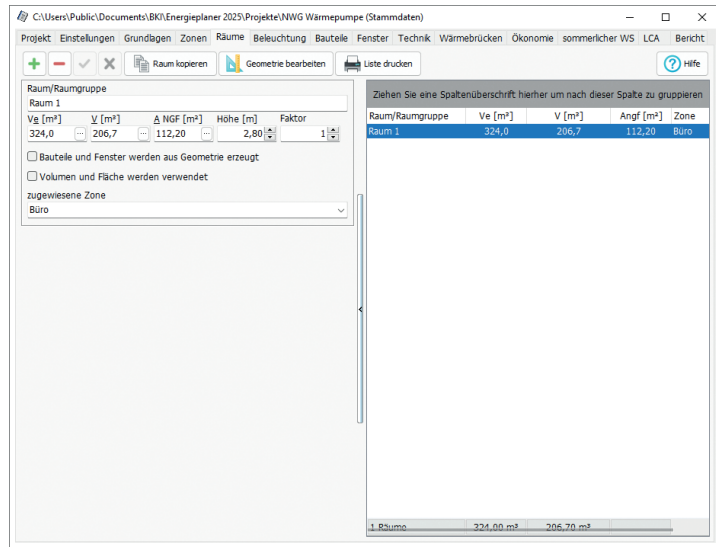 C:\Users\Public\Documents\BKI\Energieplaner 2025\Projekte\NWG Wärmepumpe (Stammdaten)
Projekt Einstellungen Grundlagen Zonen Räume Beleuchtung Bauteile Fenster Technik Wärmebrücken Ökonomie sommerlicher WS LCA Bericht
Raum kopieren Geometrie bearbeiten Liste drucken Hilfe
Raum/Raumgruppe
Raum 1
Ve [m³] V [m³] A NGF [m²] Höhe [m] Faktor
324,0 ... 206,7 ... 112,20 ... 2,80 1
Bauteile und Fenster werden aus Geometrie erzeugt
Volumen und Fläche werden verwendet
zugewiesene Zone
Büro
Ziehen Sie eine Spaltenüberschrift hierher um nach dieser Spalte zu gruppieren
Raum/Raumgruppe Ve [m³] V [m³] Angf [m²] Zone
Raum 1 324,0 206,7 112,20 Büro
1 Räume 324,00 m³ 206,70 m³